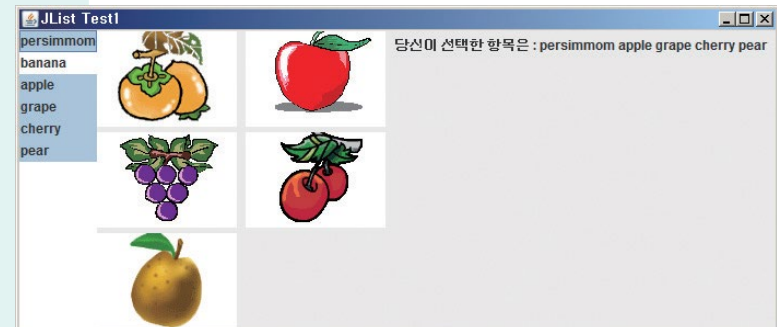 JList Test1
persimmom
banana
apple
grape
cherry
pear
당신이 선택한 항목은 : persimmom apple grape cherry pear